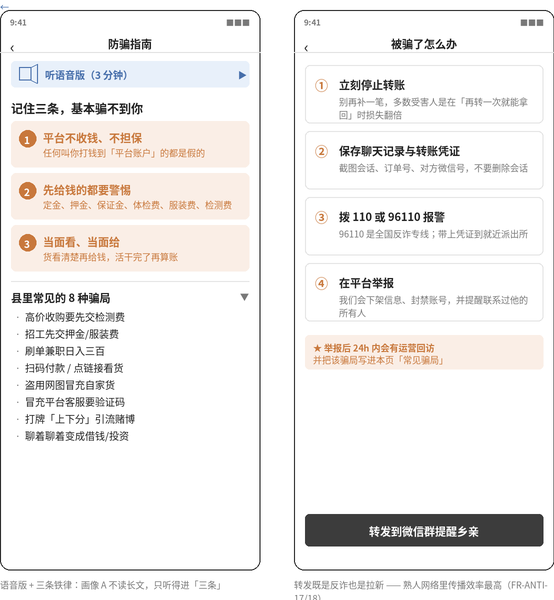 ←
9:41
‹
防骗指南
听语音版（3 分钟）
记住三条，基本骗不到你
1
平台不收钱、不担保
任何叫你打钱到「平台账户」的都是假的
2
先给钱的都要警惕
定金、押金、保证金、体检费、服装费、检测费
3
当面看、当面给
货看清楚再给钱，活干完了再算账
县里常见的 8 种骗局
· 高价收购要先交检测费
· 招工先交押金/服装费
· 刷单兼职日入三百
· 扫码付款 / 点链接看货
· 盗用网图冒充自家货
· 冒充平台客服要验证码
· 打牌「上下分」引流赌博
· 聊着聊着变成借钱/投资
语音版 + 三条铁律：画像 A 不读长文，只听得进「三条」
9:41
‹
被骗了怎么办
① 立刻停止转账
别再补一笔，多数受害人是在「再转一次就能拿
回」时损失翻倍
② 保存聊天记录与转账凭证
截图会话、订单号、对方微信号，不要删除会话
③ 拨 110 或 96110 报警
96110 是全国反诈专线；带上凭证到就近派出所
④ 在平台举报
我们会下架信息、封禁账号，并提醒联系过他的
所有人
★ 举报后 24h 内会有运营回访
并把该骗局写进本页「常见骗局」
转发到微信群提醒乡亲
转发既是反诈也是拉新 —— 熟人网络里传播效率最高（FR-ANTI-
17/18）